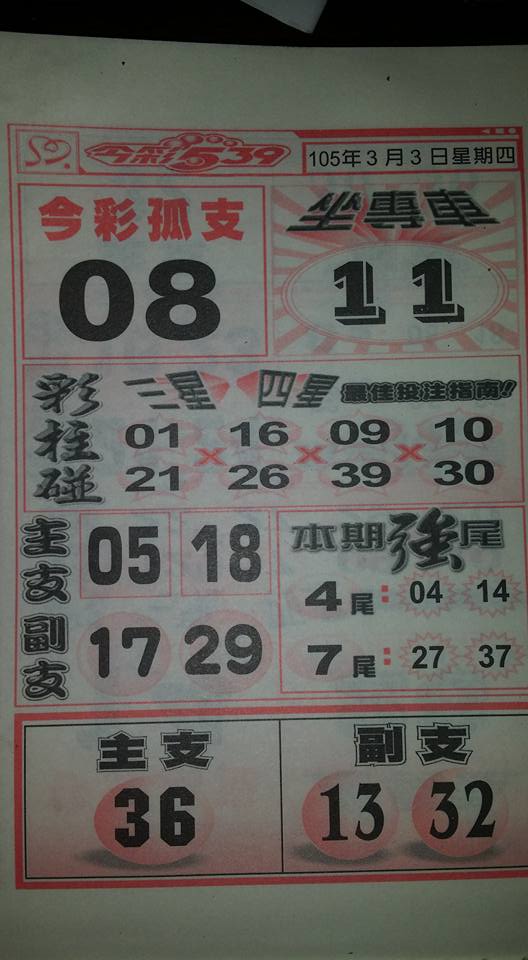 今彩539
105年3月3日星期四
今彩孤支
08
11
彩柱碰
三星 四星 最佳投注指南!!
01 × 16 × 09 × 10
21 26 39 30
主支
05 18
副支
17 29
本期強尾
4尾：04 14
7尾：27 37
主支
36
副支
13 32